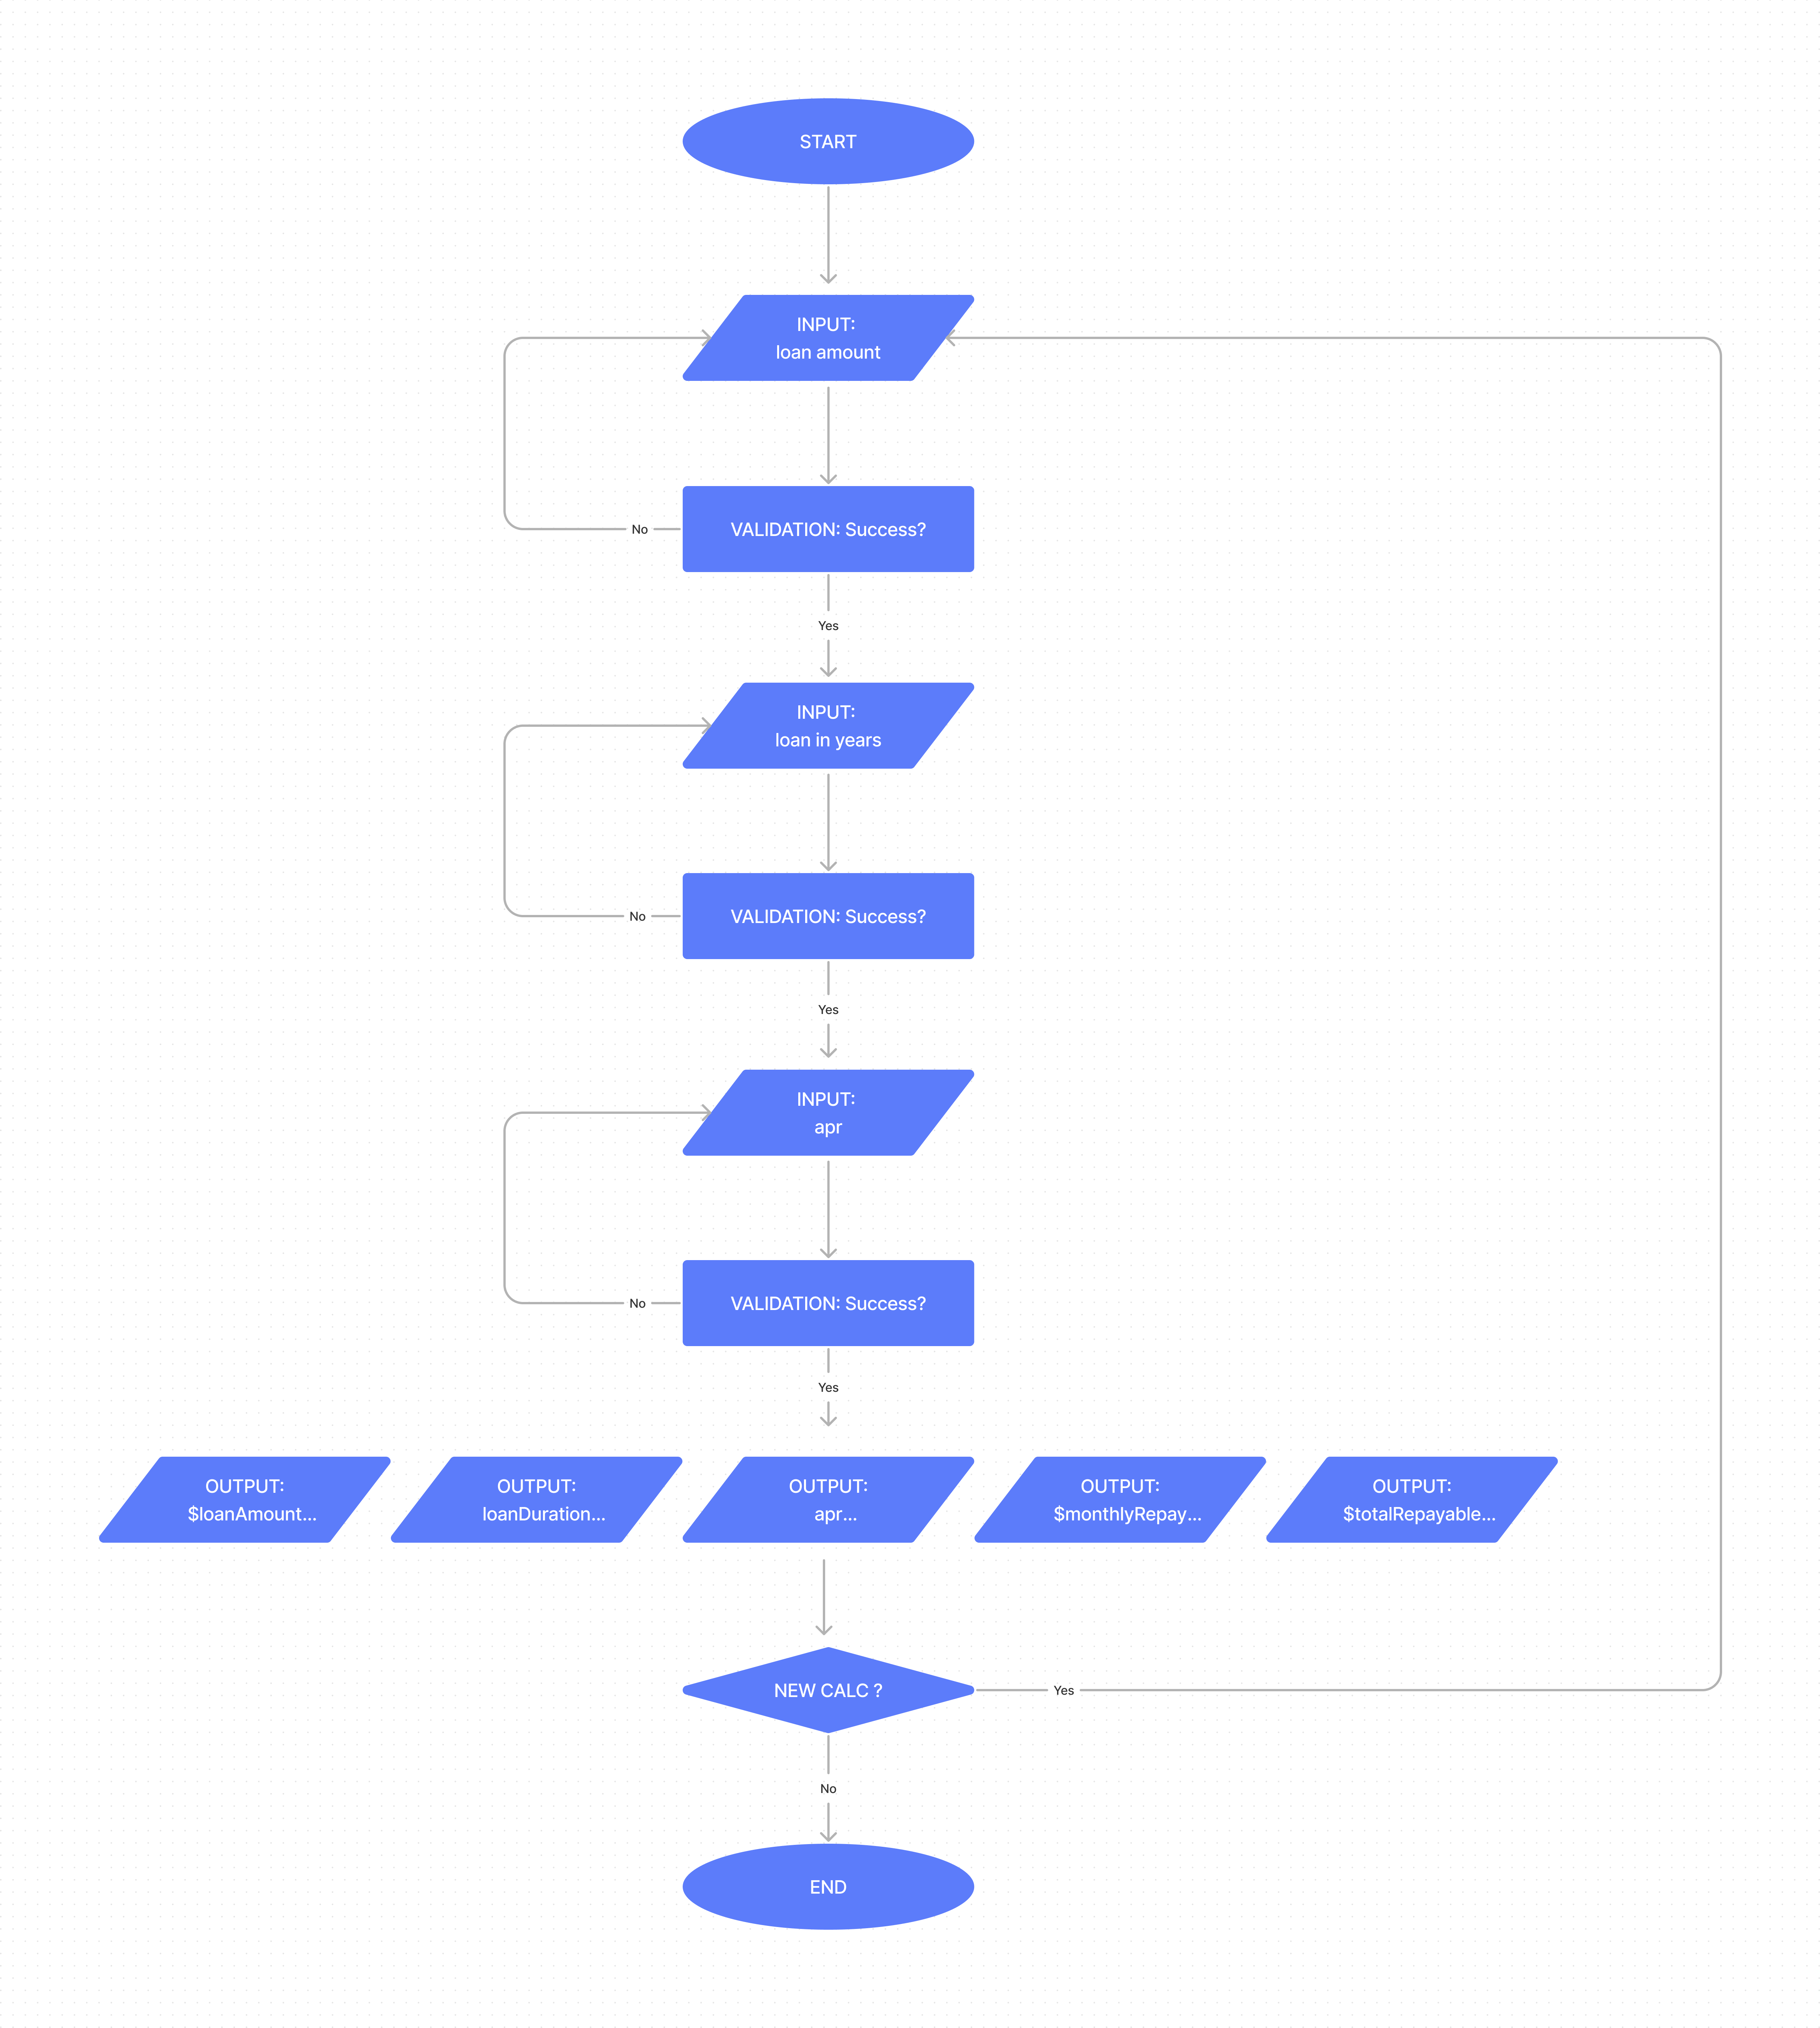 START
INPUT:
loan amount
VALIDATION: Success?
No
Yes
INPUT:
loan in years
VALIDATION: Success?
No
Yes
INPUT:
apr
VALIDATION: Success?
No
Yes
OUTPUT:
$loanAmount...
OUTPUT:
loanDuration...
OUTPUT:
apr...
OUTPUT:
$monthlyRepay...
OUTPUT:
$totalRepayable...
NEW CALC ?
Yes
No
END